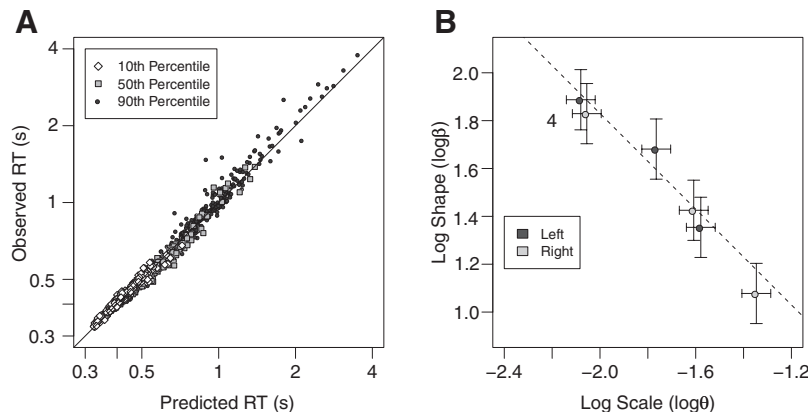 A
4
2
1
0.5
0.3
Observed RT (s)
10th Percentile
50th Percentile
90th Percentile
0.3 0.5 1 2 4
Predicted RT (s)
B
2.0
1.8
1.6
1.4
1.2
1.0
Log Shape (logβ)
4
Left
Right
−2.4 −2.0 −1.6 −1.2
Log Scale (logθ)